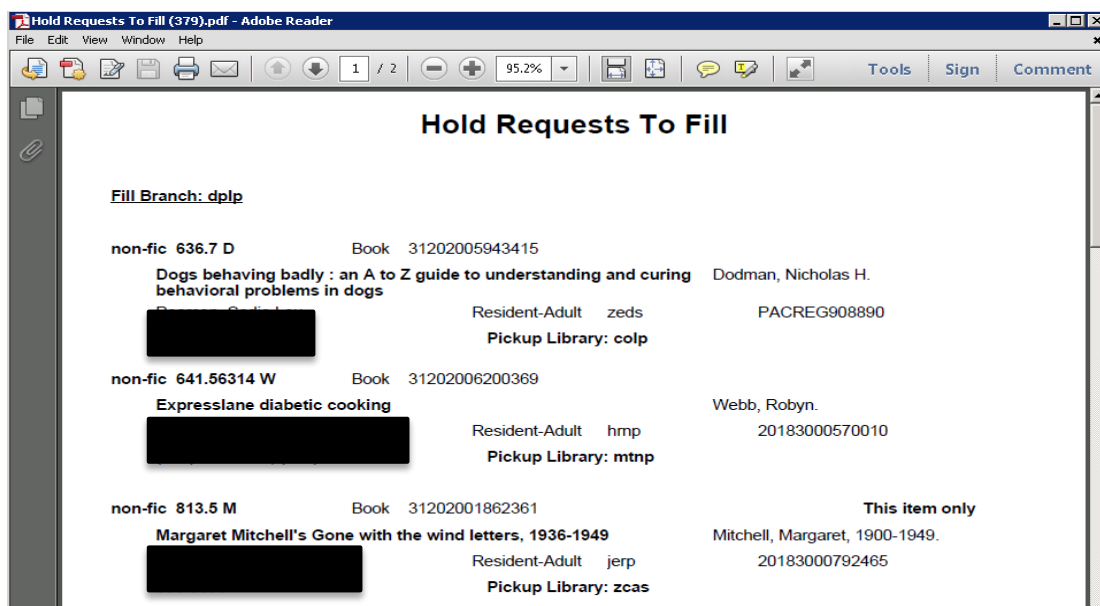 Hold Requests To Fill (379).pdf - Adobe Reader
File Edit View Window Help
1 / 2 95.2% Tools Sign Comment
Hold Requests To Fill
Fill Branch: dplp
non-fic 636.7 D Book 31202005943415
Dogs behaving badly : an A to Z guide to understanding and curing Dodman, Nicholas H.
behavioral problems in dogs
Resident-Adult zeds PACREG908890
Pickup Library: colp
non-fic 641.56314 W Book 31202006200369
Expresslane diabetic cooking Webb, Robyn.
Resident-Adult hrnp 20183000570010
Pickup Library: mtnp
non-fic 813.5 M Book 31202001862361 This item only
Margaret Mitchell's Gone with the wind letters, 1936-1949 Mitchell, Margaret, 1900-1949.
Resident-Adult jerp 20183000792465
Pickup Library: zcas